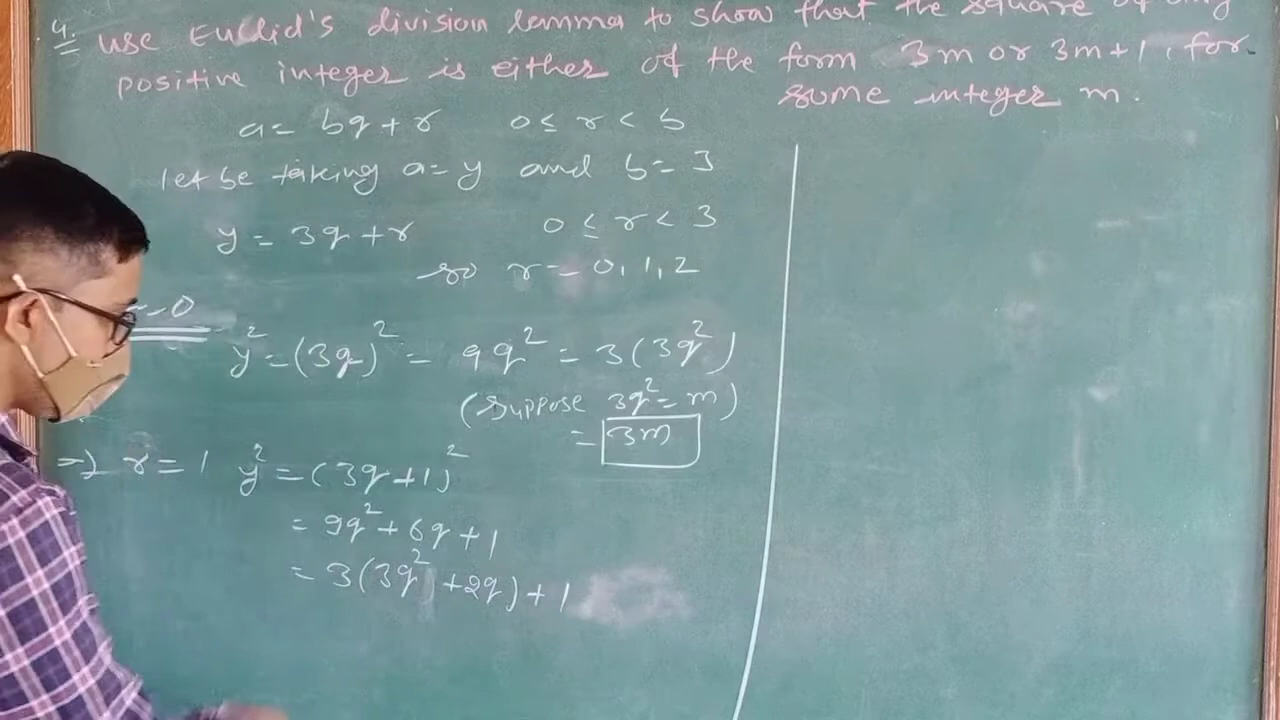 4. Use Euclid's division lemma to show that the square of any
positive integer is either of the form 3m or 3m+1, for
some integer m.
a = bq + r 0 ≤ r < b
let be taking a = y and b = 3
y = 3q + r 0 ≤ r < 3
so r = 0, 1, 2
= 0
y² = (3q)² = 9q² = 3(3q²)
(suppose 3q² = m)
= 3m
=> r = 1 y² = (3q+1)²
= 9q² + 6q + 1
= 3(3q² + 2q) + 1